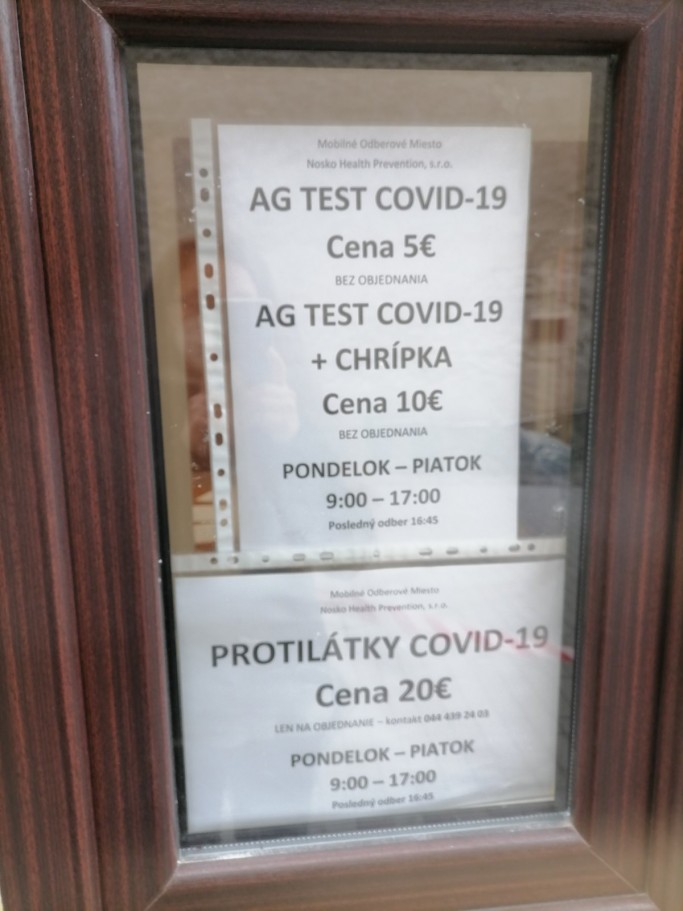 Mobilné Odberové Miesto
Nosko Health Prevention, s.r.o.
AG TEST COVID-19
Cena 5€
BEZ OBJEDNANIA
AG TEST COVID-19
+ CHRÍPKA
Cena 10€
BEZ OBJEDNANIA
PONDELOK – PIATOK
9:00 – 17:00
Posledný odber 16:45
Mobilné Odberové Miesto
Nosko Health Prevention, s.r.o.
PROTILÁTKY COVID-19
Cena 20€
LEN NA OBJEDNANIE – kontakt 044 439 24 03
PONDELOK – PIATOK
9:00 – 17:00
Posledný odber 16:45